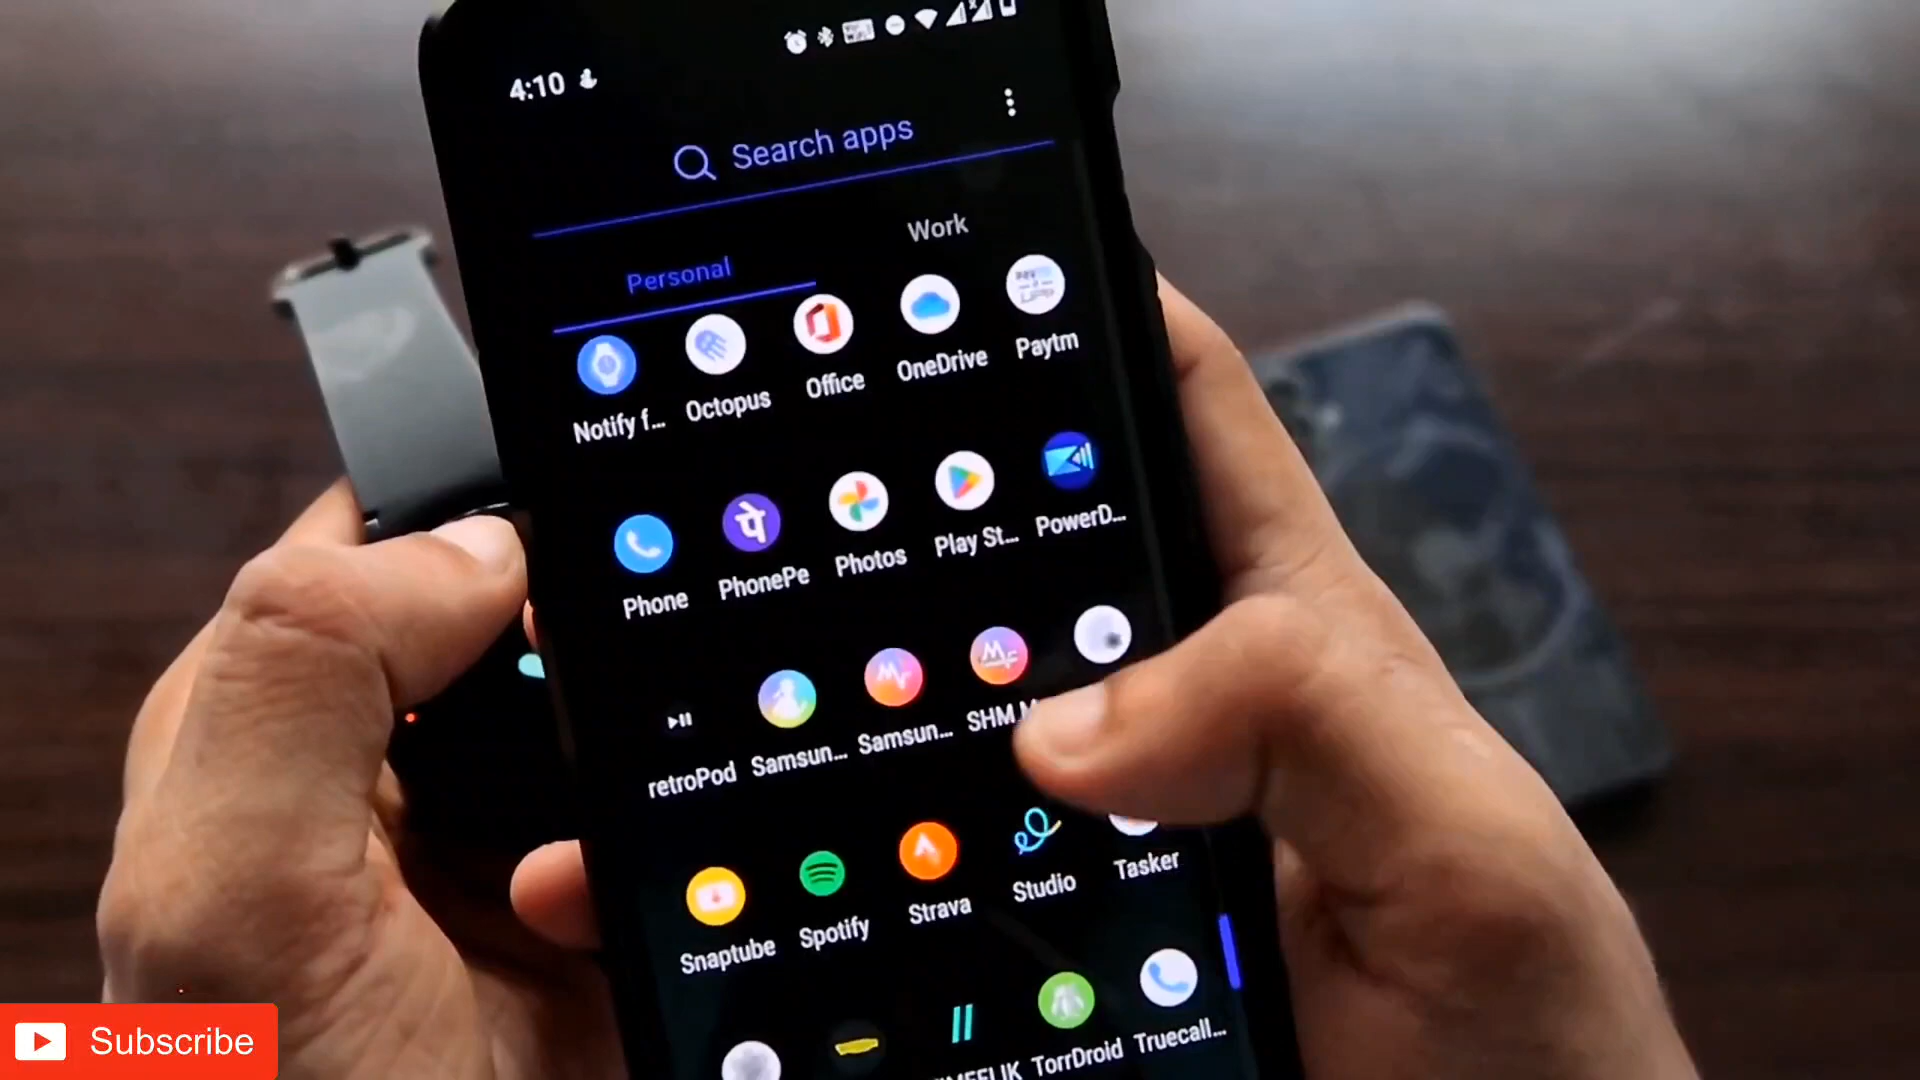 4:10
Search apps
Personal
Work
Notify f...
Octopus
Office
OneDrive
Paytm
Phone
PhonePe
Photos
Play St...
PowerD...
retroPod
Samsun...
Samsun...
SHM
Snaptube
Spotify
Strava
Studio
Tasker
TorrDroid
Truecall...
Subscribe